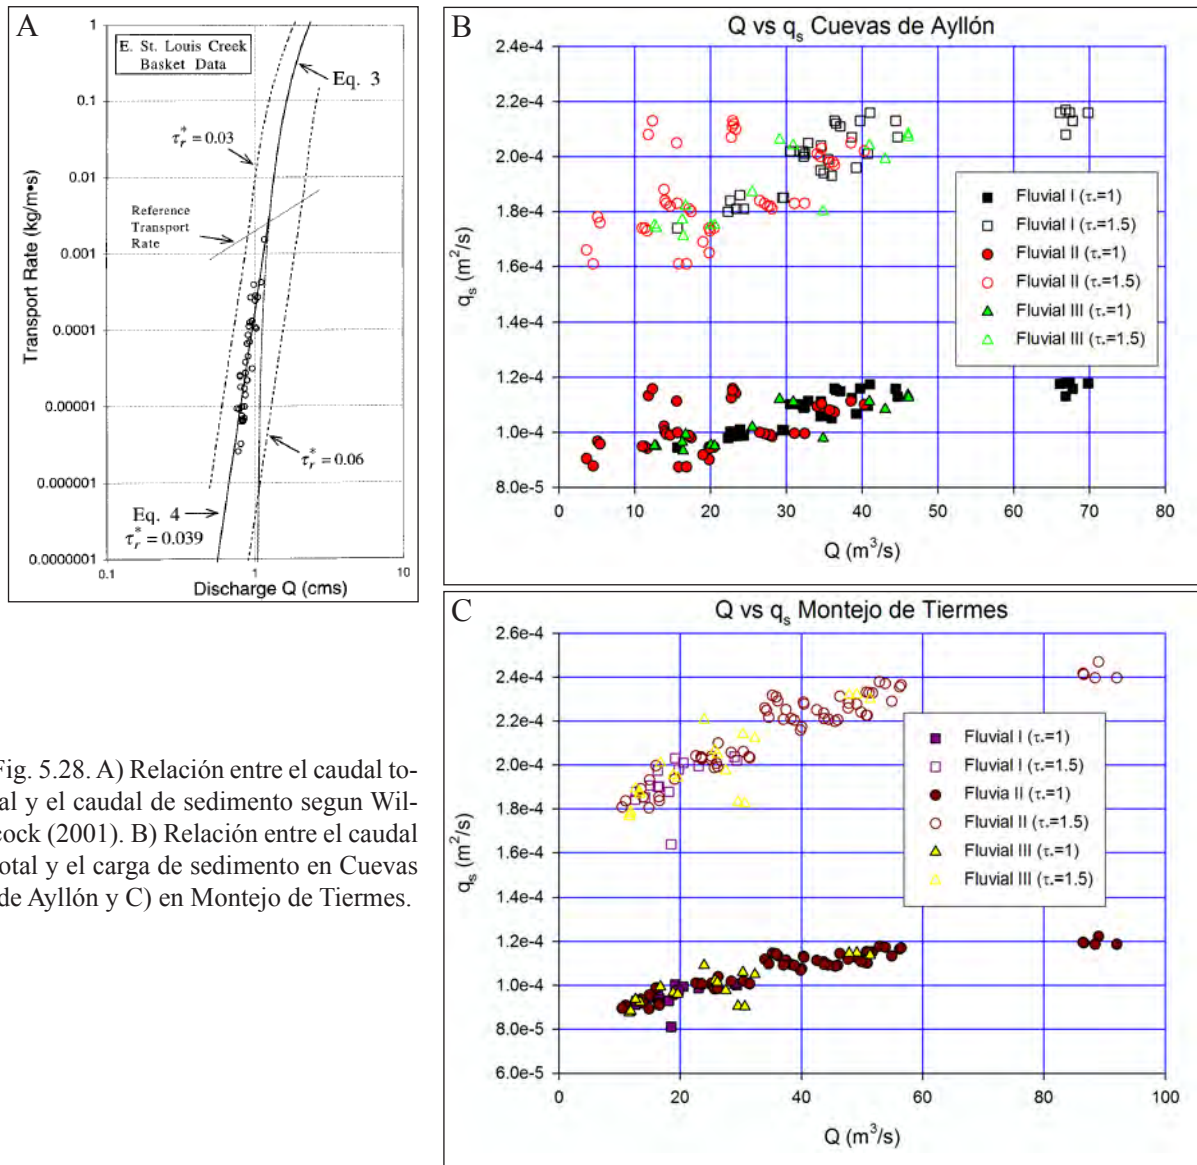 A
E. St. Louis Creek
Basket Data
Eq. 3
τ*r = 0.03
Reference
Transport
Rate
τ*r = 0.06
Eq. 4
τ*r = 0.039
Transport Rate (kg/m•s)
1
0.1
0.01
0.001
0.0001
0.00001
0.000001
0.0000001
0.1
1
10
Discharge Q (cms)
B
Q vs qs Cuevas de Ayllón
2.4e-4
2.2e-4
2.0e-4
1.8e-4
1.6e-4
1.4e-4
1.2e-4
1.0e-4
8.0e-5
qs (m²/s)
Fluvial I (τ*=1)
Fluvial I (τ*=1.5)
Fluvial II (τ*=1)
Fluvial II (τ*=1.5)
Fluvial III (τ*=1)
Fluvial III (τ*=1.5)
0 10 20 30 40 50 60 70 80
Q (m³/s)
C
Q vs qs Montejo de Tiermes
2.6e-4
2.4e-4
2.2e-4
2.0e-4
1.8e-4
1.6e-4
1.4e-4
1.2e-4
1.0e-4
8.0e-5
6.0e-5
qs (m²/s)
Fluvial I (τ*=1)
Fluvial I (τ*=1.5)
Fluvial II (τ*=1)
Fluvial II (τ*=1.5)
Fluvial III (τ*=1)
Fluvial III (τ*=1.5)
0 20 40 60 80 100
Q (m³/s)
Fig. 5.28. A) Relación entre el caudal to-
al y el caudal de sedimento segun Wil-
cock (2001). B) Relación entre el caudal
otal y el carga de sedimento en Cuevas
de Ayllón y C) en Montejo de Tiermes.